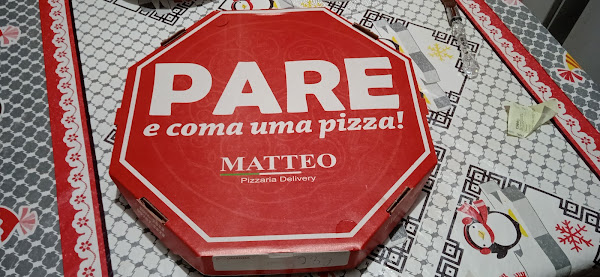 PARE
e coma uma pizza!
MATTEO
Pizzaria Delivery